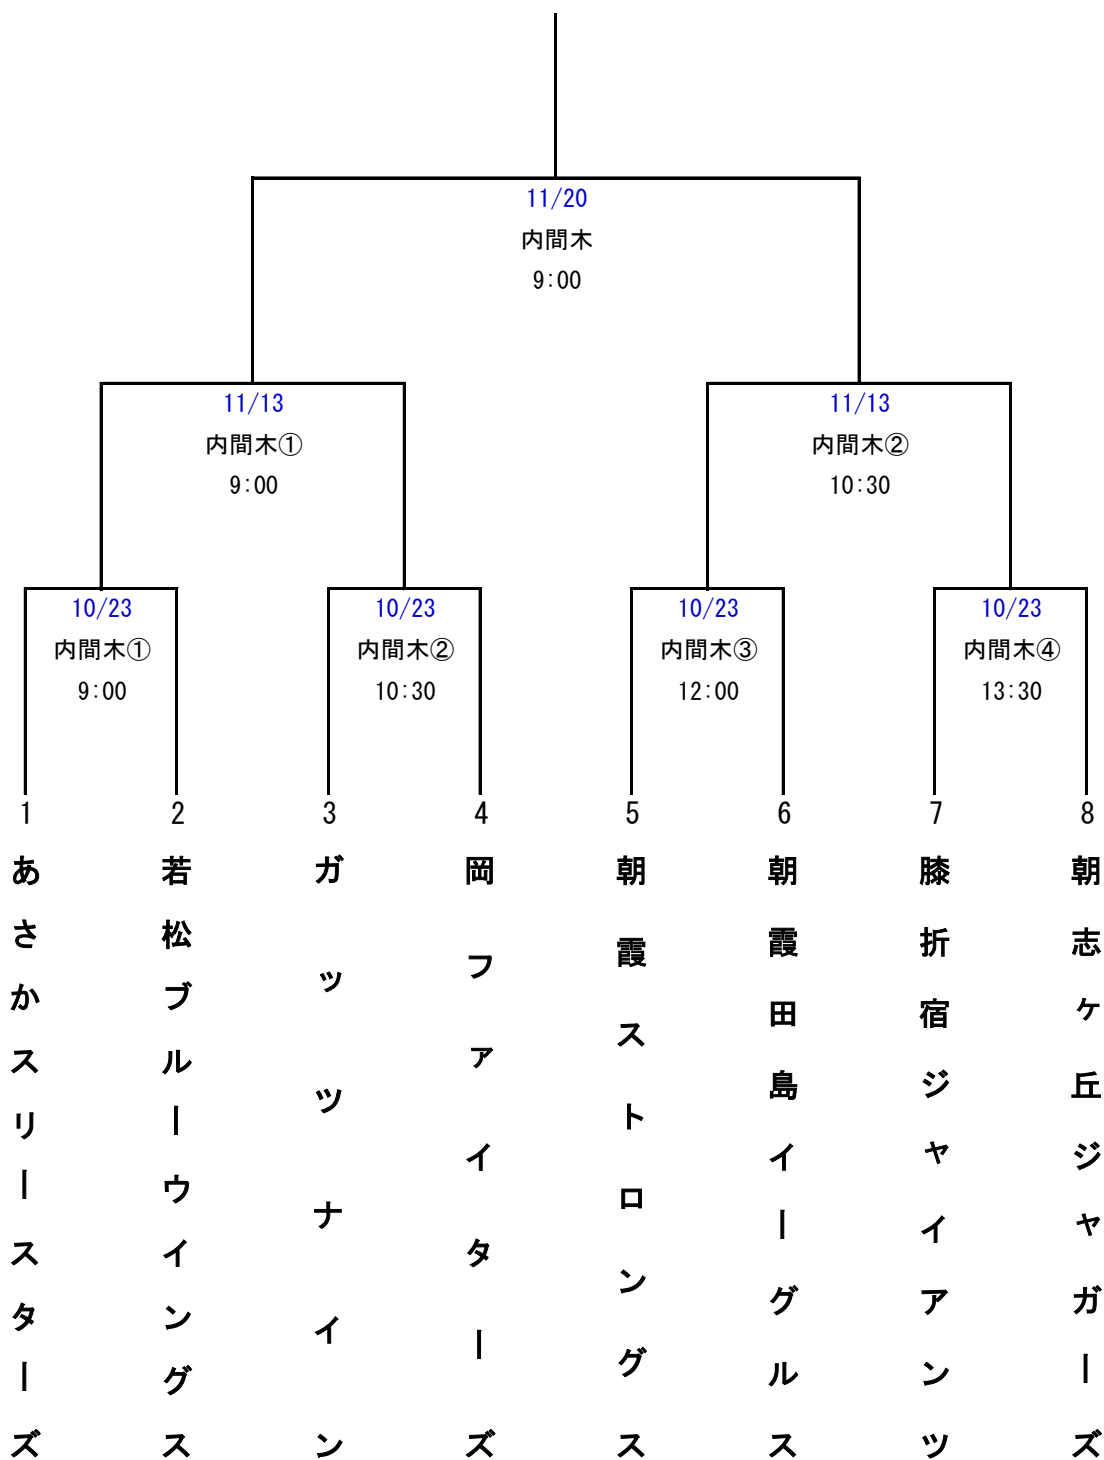 11/20
内間木
9:00
11/13
内間木①
9:00
11/13
内間木②
10:30
10/23
内間木①
9:00
10/23
内間木②
10:30
10/23
内間木③
12:00
10/23
内間木④
13:30
1
2
3
4
5
6
7
8
あさかスリースターズ
若松ブルーウイングス
ガッツナイン
岡ファイターズ
朝霞ストロングス
朝霞田島イーグルス
膝折宿ジャイアンツ
朝志ヶ丘ジャガーズ